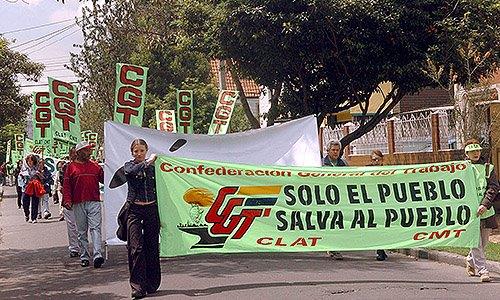 CGT
CGT
CGT
CGT
CGT
Confederación General del Trabajo
CGT
SOLO EL PUEBLO
SALVA AL PUEBLO
CLAT
CMT